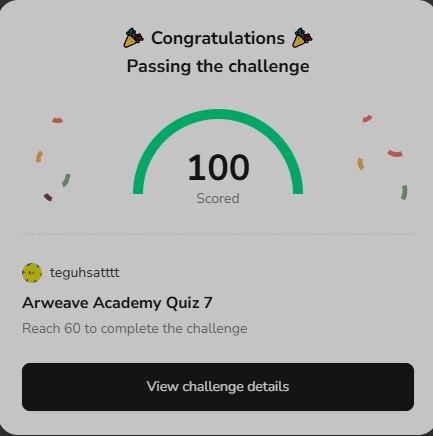 Congratulations
Passing the challenge
100
Scored
teguhsatttt
Arweave Academy Quiz 7
Reach 60 to complete the challenge
View challenge details